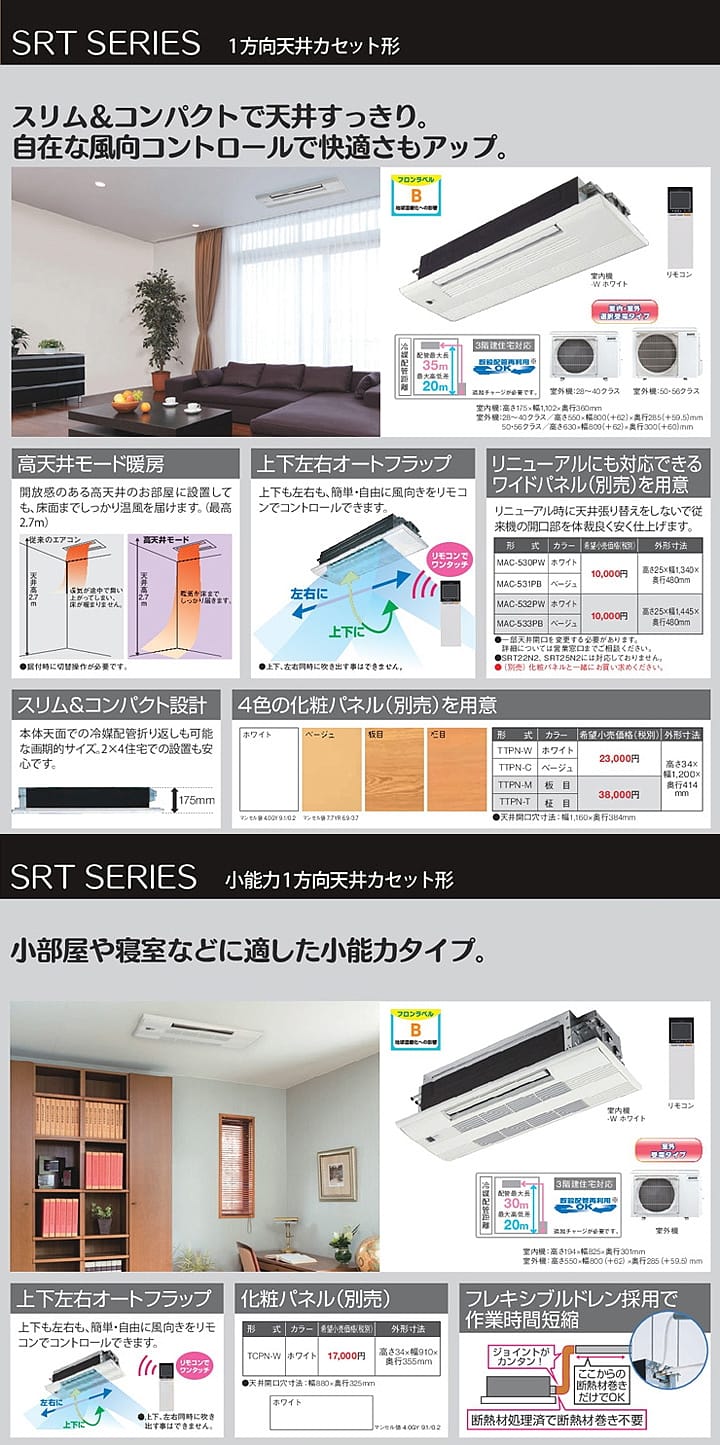 SRT SERIES 1方向天井カセット形
スリム&コンパクトで天井すっきり。
自在な風向コントロールで快適さもアップ。
フロンラベル
B
地球温暖化への影響
室内機
-W ホワイト
リモコン
室内・室外
選択受電タイプ
冷媒配管距離
配管最大長
35m
最大高低差
20m
3階建住宅対応
既設配管再利用※
OK
追加チャージが必要です。
室外機:28〜40クラス
室外機:50・56クラス
室内機:高さ175×幅1,102×奥行360mm
室外機:28〜40クラス/高さ550×幅800(+62)×奥行285(+59.5)mm
50・56クラス/高さ630×幅809(+62)×奥行300(+60)mm
高天井モード暖房
開放感のある高天井のお部屋に設置して
も、床面までしっかり温風を届けます。(最高
2.7m)
従来のエアコン
天井高2.7m
暖気が途中で舞い
上がってしまい、
床が暖まりません。
高天井モード
天井高2.7m
暖気を床まで
しっかり届きます。
●据付時に切替操作が必要です。
上下左右オートフラップ
上下も左右も、簡単・自由に風向きをリモコ
ンでコントロールできます。
リモコンで
ワンタッチ
左右に
上下に
●上下、左右同時に吹き出す事はできません。
リニューアルにも対応できる
ワイドパネル(別売)を用意
リニューアル時に天井張り替えをしないで従
来機の開口部を体裁良く安く仕上げます。
形 式 カラー 希望小売価格(税別) 外形寸法
MAC-530PW ホワイト 10,000円 高さ25×幅1,340×
MAC-531PB ベージュ 奥行480mm
MAC-532PW ホワイト 10,000円 高さ25×幅1,445×
MAC-533PB ベージュ 奥行480mm
●一部天井開口を変更する必要があります。
詳細については営業窓口までご相談ください。
●SRT22N2、SRT25N2には対応しておりません。
●(別売)化粧パネルと一緒にお買い求めください。
スリム&コンパクト設計
本体天面での冷媒配管折り返しも可能
な画期的サイズ。2×4住宅での設置も安
心です。
175mm
4色の化粧パネル(別売)を用意
ホワイト
ベージュ
板目
柾目
マンセル値 4.0GY 9.1/0.2
マンセル値 7.7YR 6.9/3.7
形 式 カラー 希望小売価格(税別) 外形寸法
TTPN-W ホワイト 23,000円
TTPN-C ベージュ
TTPN-M 板 目 38,000円
TTPN-T 柾 目
高さ34×
幅1,200×
奥行414
mm
●天井開口穴寸法:幅1,160×奥行384mm
SRT SERIES 小能力1方向天井カセット形
小部屋や寝室などに適した小能力タイプ。
フロンラベル
B
地球温暖化への影響
室内機
-W ホワイト
リモコン
室外
受電タイプ
冷媒配管距離
配管最大長
30m
最大高低差
20m
3階建住宅対応
既設配管再利用※
OK
追加チャージが必要です。
室外機
室内機:高さ194×幅825×奥行301mm
室外機:高さ550×幅800(+62)×奥行285(+59.5)mm
上下左右オートフラップ
上下も左右も、簡単・自由に風向きをリモ
コンでコントロールできます。
リモコンで
ワンタッチ
左右に
上下に
●上下、左右同時に吹き
出す事はできません。
化粧パネル(別売)
形 式 カラー 希望小売価格(税別) 外形寸法
TCPN-W ホワイト 17,000円 高さ34×幅910×
奥行355mm
●天井開口穴寸法:幅880×奥行325mm
ホワイト
マンセル値 4.0GY 9.1/0.2
フレキシブルドレン採用で
作業時間短縮
ジョイントが
カンタン!
ここからの
断熱材巻き
だけでOK
断熱材処理済で断熱材巻き不要